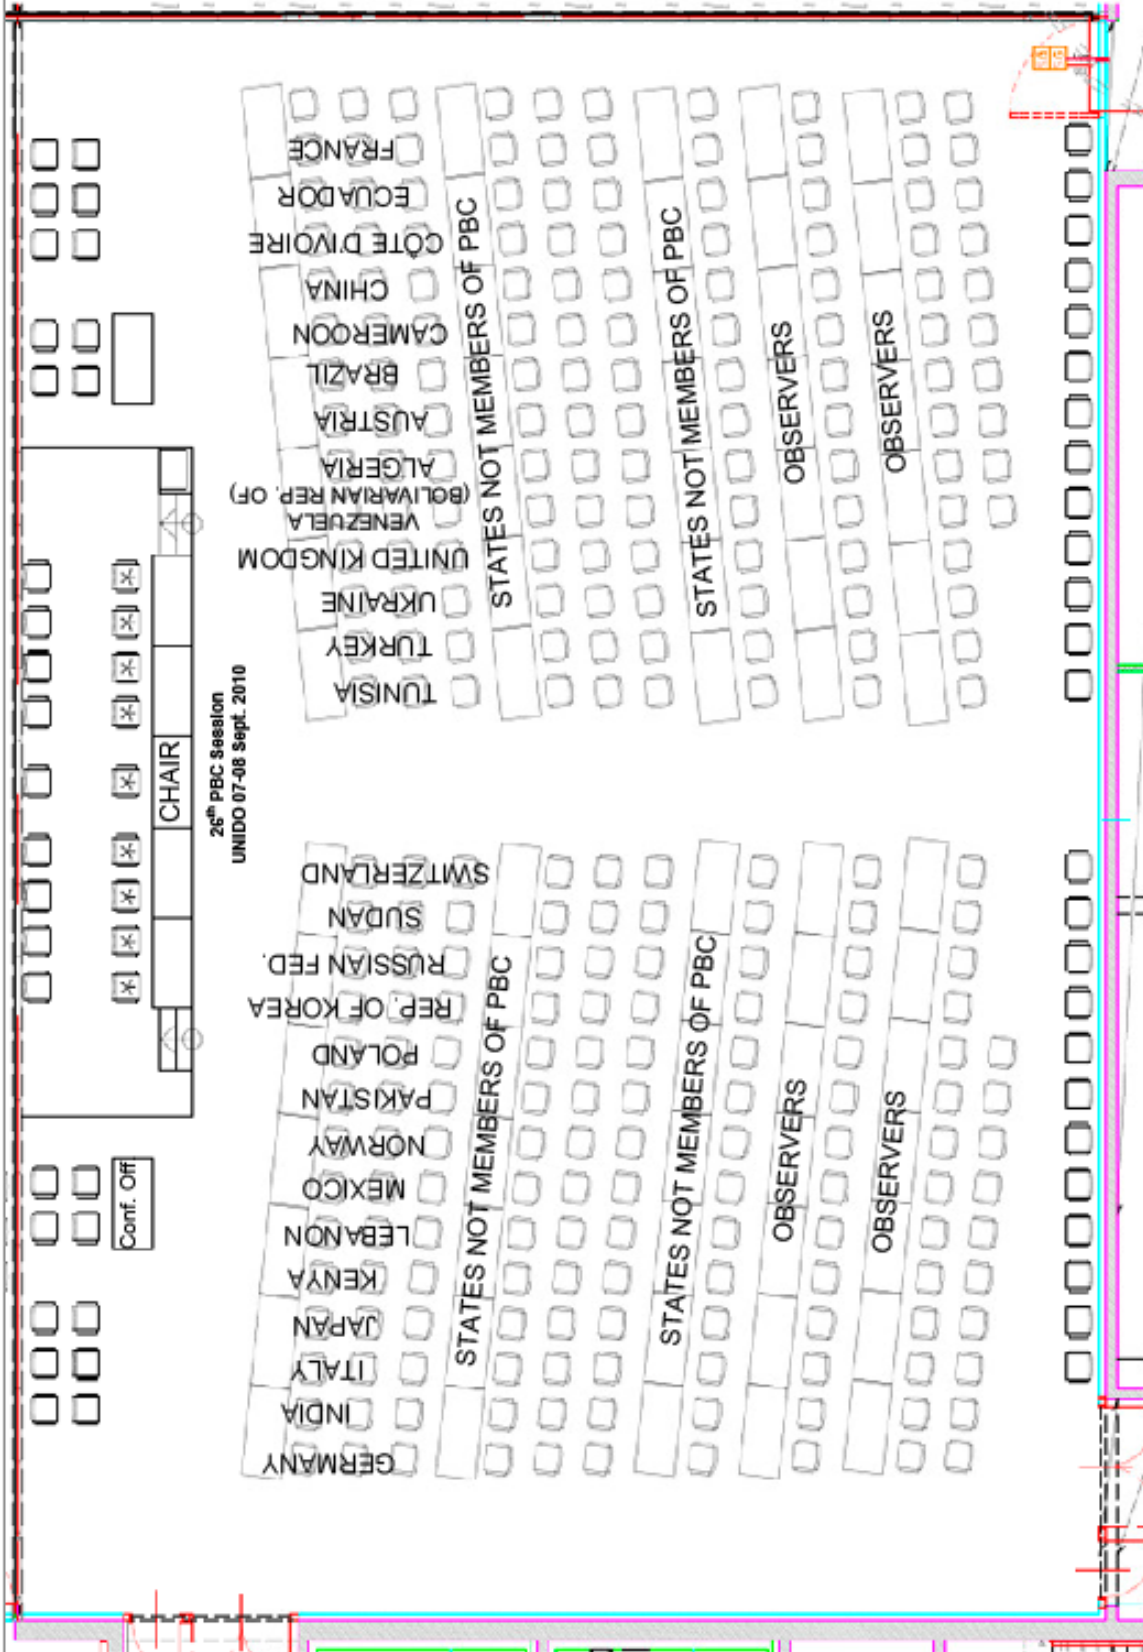 FRANCE
ECUADOR
CÔTE D'IVOIRE
CHINA
CAMEROON
BRAZIL
AUSTRIA
ALGERIA
VENEZUELA
(BOLIVARIAN REP. OF)
UNITED KINGDOM
UKRAINE
TURKEY
TUNISIA
STATES NOT MEMBERS OF PBC
STATES NOT MEMBERS OF PBC
OBSERVERS
OBSERVERS
CHAIR
26th PBC Session
UNIDO 07-08 Sept. 2010
SWITZERLAND
SUDAN
RUSSIAN FED.
REP. OF KOREA
POLAND
PAKISTAN
NORWAY
MEXICO
LEBANON
KENYA
JAPAN
ITALY
INDIA
GERMANY
STATES NOT MEMBERS OF PBC
STATES NOT MEMBERS OF PBC
OBSERVERS
OBSERVERS
Conf. Off.